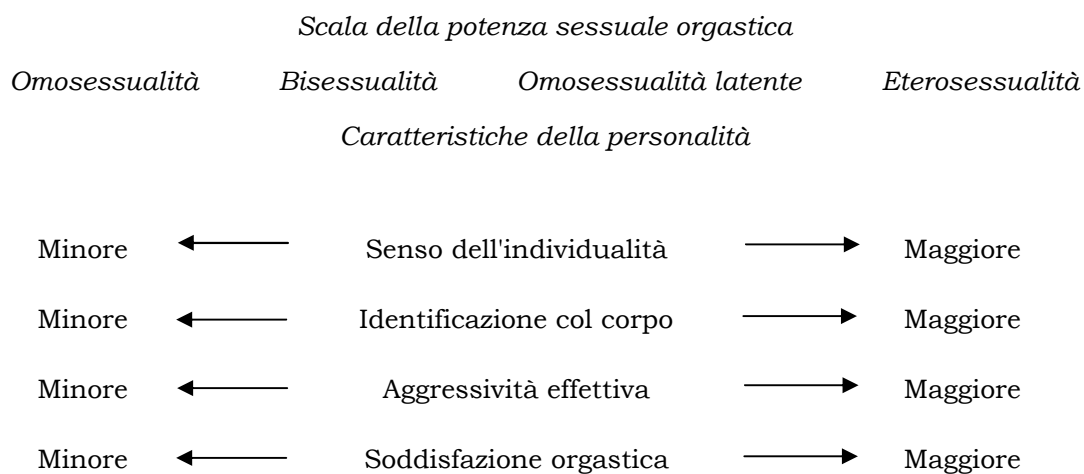 Scala della potenza sessuale orgastica
Omosessualità Bisessualità Omosessualità latente Eterosessualità
Caratteristiche della personalità
Minore Senso dell'individualità Maggiore
Minore Identificazione col corpo Maggiore
Minore Aggressività effettiva Maggiore
Minore Soddisfazione orgastica Maggiore